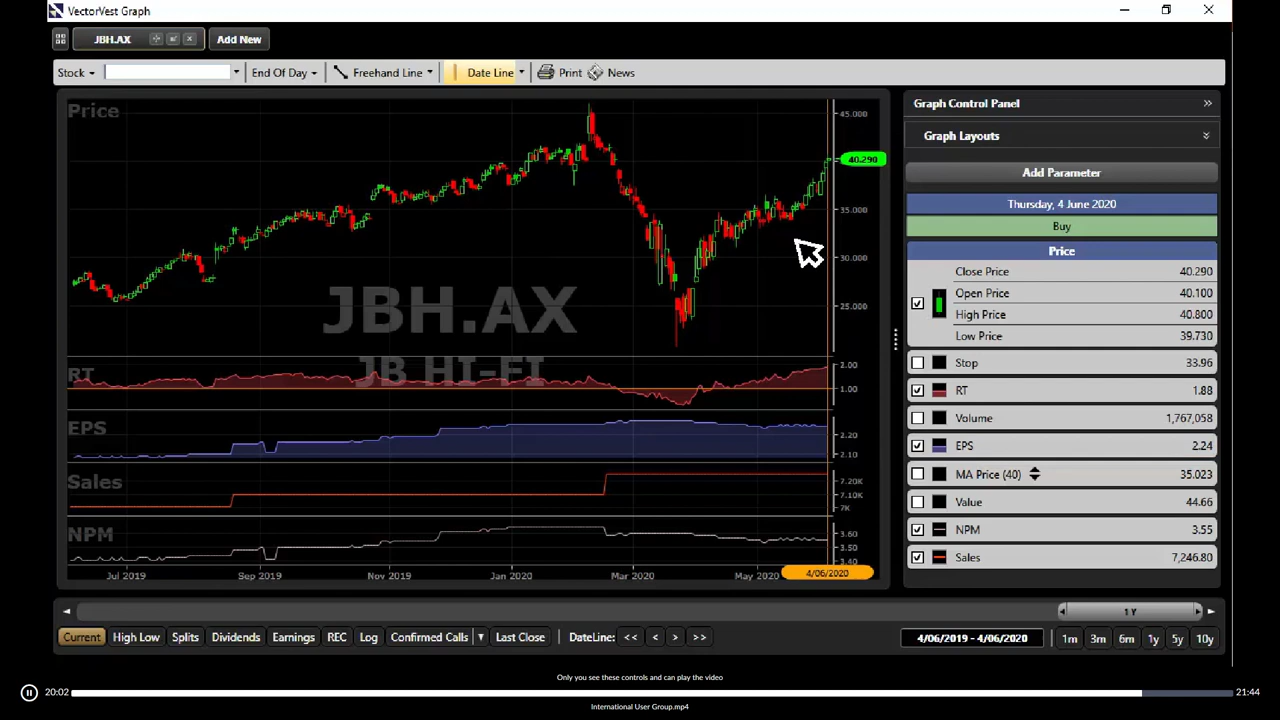 VectorVest Graph
JBH.AX
Add New
Stock
End Of Day
Freehand Line
Date Line
Print
News
Price
45.000
40.290
35.000
30.000
25.000
JBH.AX
JB HI-FI
RT
2.00
1.00
EPS
2.20
2.10
Sales
7.20K
7.10K
7K
NPM
3.60
3.50
3.40
Jul 2019
Sep 2019
Nov 2019
Jan 2020
Mar 2020
May 2020
4/06/2020
Graph Control Panel
Graph Layouts
Add Parameter
Thursday, 4 June 2020
Buy
Price
Close Price 40.290
Open Price 40.100
High Price 40.800
Low Price 39.730
Stop 33.96
RT 1.88
Volume 1,767,058
EPS 2.24
MA Price (40) 35.023
Value 44.66
NPM 3.55
Sales 7,246.80
1 Y
Current High Low Splits Dividends Earnings REC Log Confirmed Calls Last Close DateLine: << < > >> 4/06/2019 - 4/06/2020 1m 3m 6m 1y 5y 10y
Only you see these controls and can play the video
20:02 21:44
International User Group.mp4